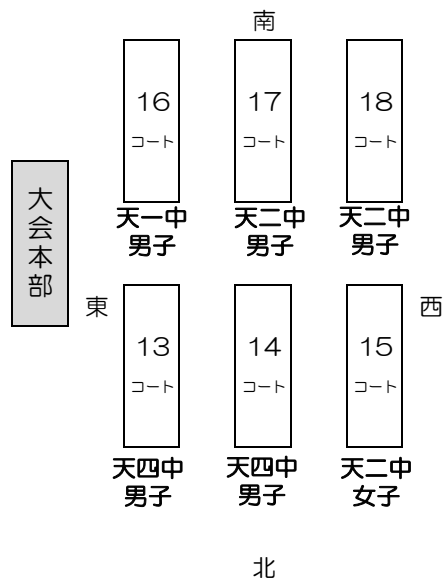 南
16
コート
17
コート
18
コート
大会本部
天一中
男子
天二中
男子
天二中
男子
東
西
13
コート
14
コート
15
コート
天四中
男子
天四中
男子
天二中
女子
北